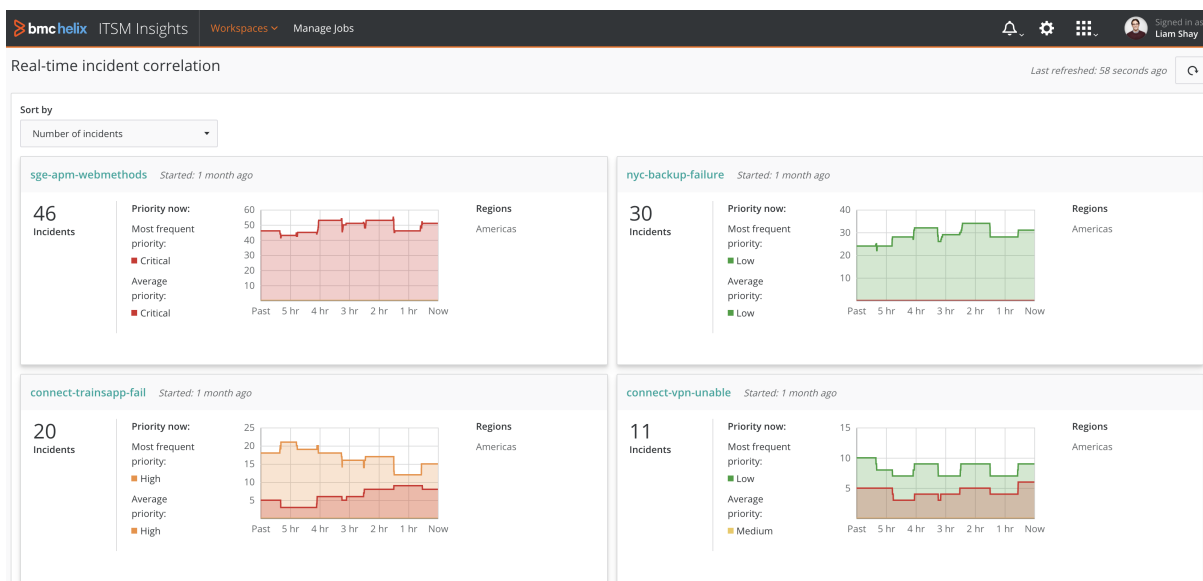 bmc helix ITSM Insights Workspaces Manage Jobs Signed in as
Liam Shay
Real-time incident correlation Last refreshed: 58 seconds ago
Sort by
Number of incidents
sge-apm-webmethods Started: 1 month ago
46
Incidents
Priority now:
Most frequent
priority:
Critical
Average
priority:
Critical
60
50
40
30
20
10
Past 5 hr 4 hr 3 hr 2 hr 1 hr Now
Regions
Americas
nyc-backup-failure Started: 1 month ago
30
Incidents
Priority now:
Most frequent
priority:
Low
Average
priority:
Low
40
30
20
10
Past 5 hr 4 hr 3 hr 2 hr 1 hr Now
Regions
Americas
connect-trainsapp-fail Started: 1 month ago
20
Incidents
Priority now:
Most frequent
priority:
High
Average
priority:
High
25
20
15
10
5
Past 5 hr 4 hr 3 hr 2 hr 1 hr Now
Regions
Americas
connect-vpn-unable Started: 1 month ago
11
Incidents
Priority now:
Most frequent
priority:
Low
Average
priority:
Medium
15
10
5
Past 5 hr 4 hr 3 hr 2 hr 1 hr Now
Regions
Americas